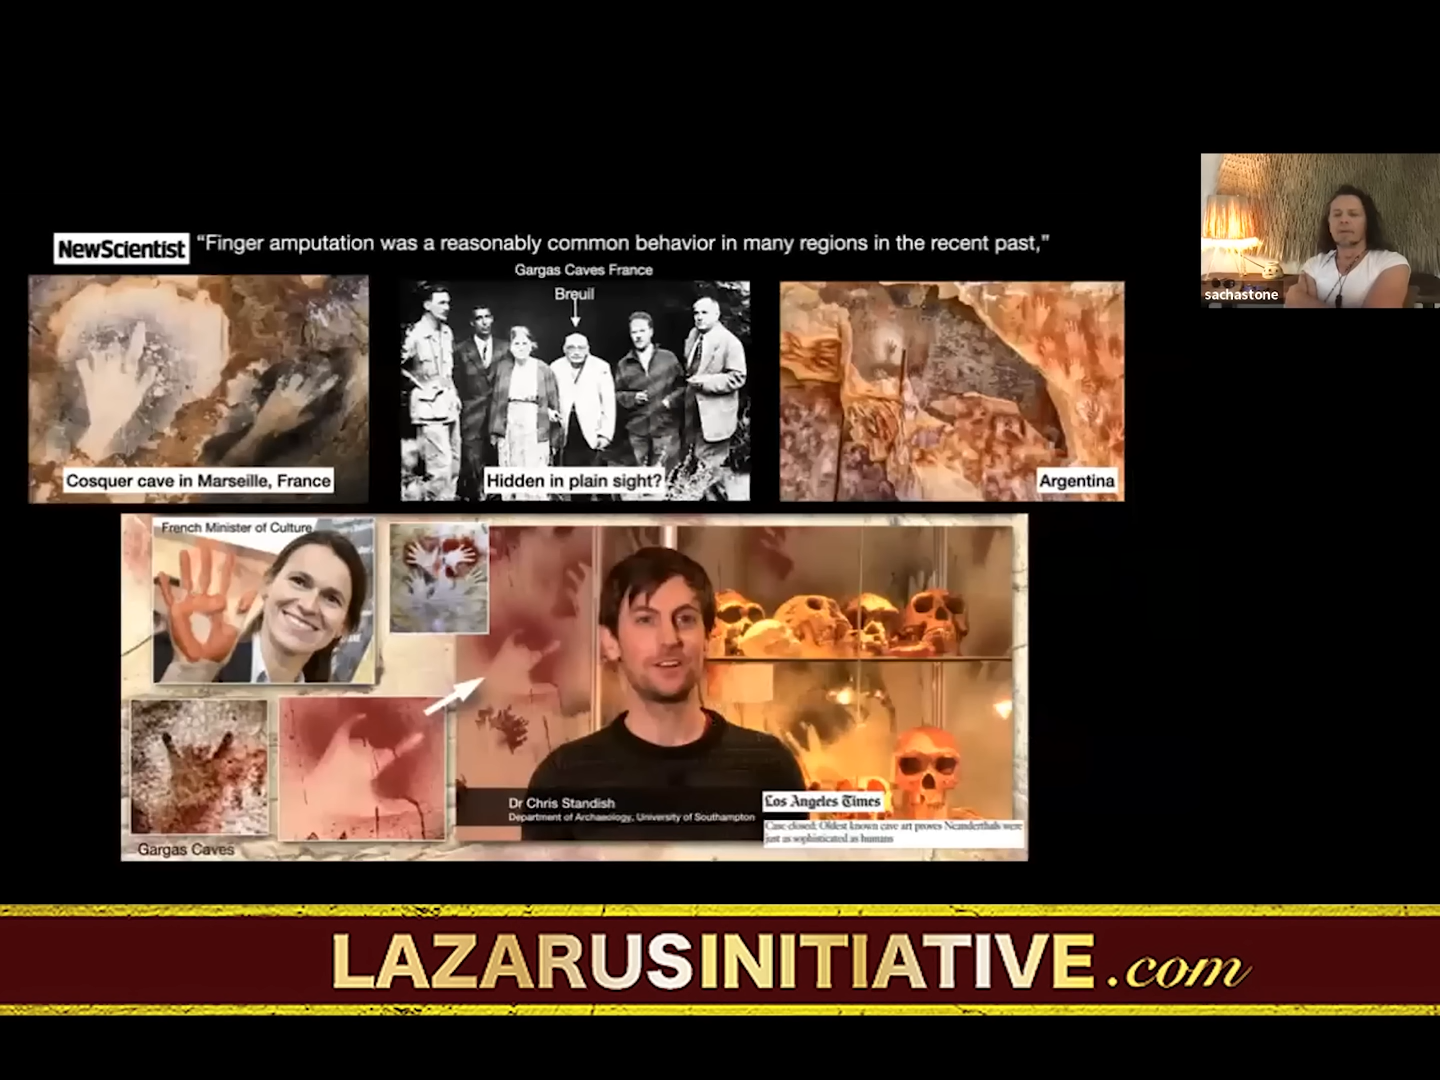 NewScientist "Finger amputation was a reasonably common behavior in many regions in the recent past,"
Gargas Caves France
Breuil
sachastone
Cosquer cave in Marseille, France
Hidden in plain sight?
Argentina
French Minister of Culture
Dr Chris Standish
Department of Archaeology, University of Southampton
Los Angeles Times
Case closed: Oldest known cave art proves Neanderthals were
just as sophisticated as humans
Gargas Caves
LAZARUSINITIATIVE.com